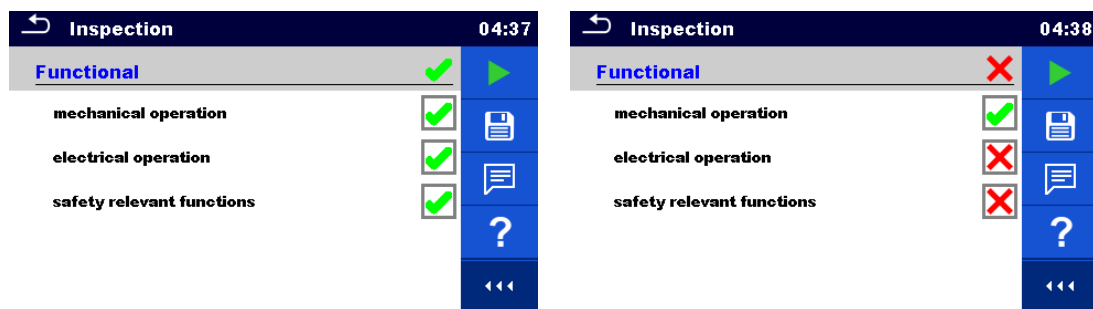 Inspection 04:37
Functional
mechanical operation
electrical operation
safety relevant functions
?
Inspection 04:38
Functional
mechanical operation
electrical operation
safety relevant functions
?